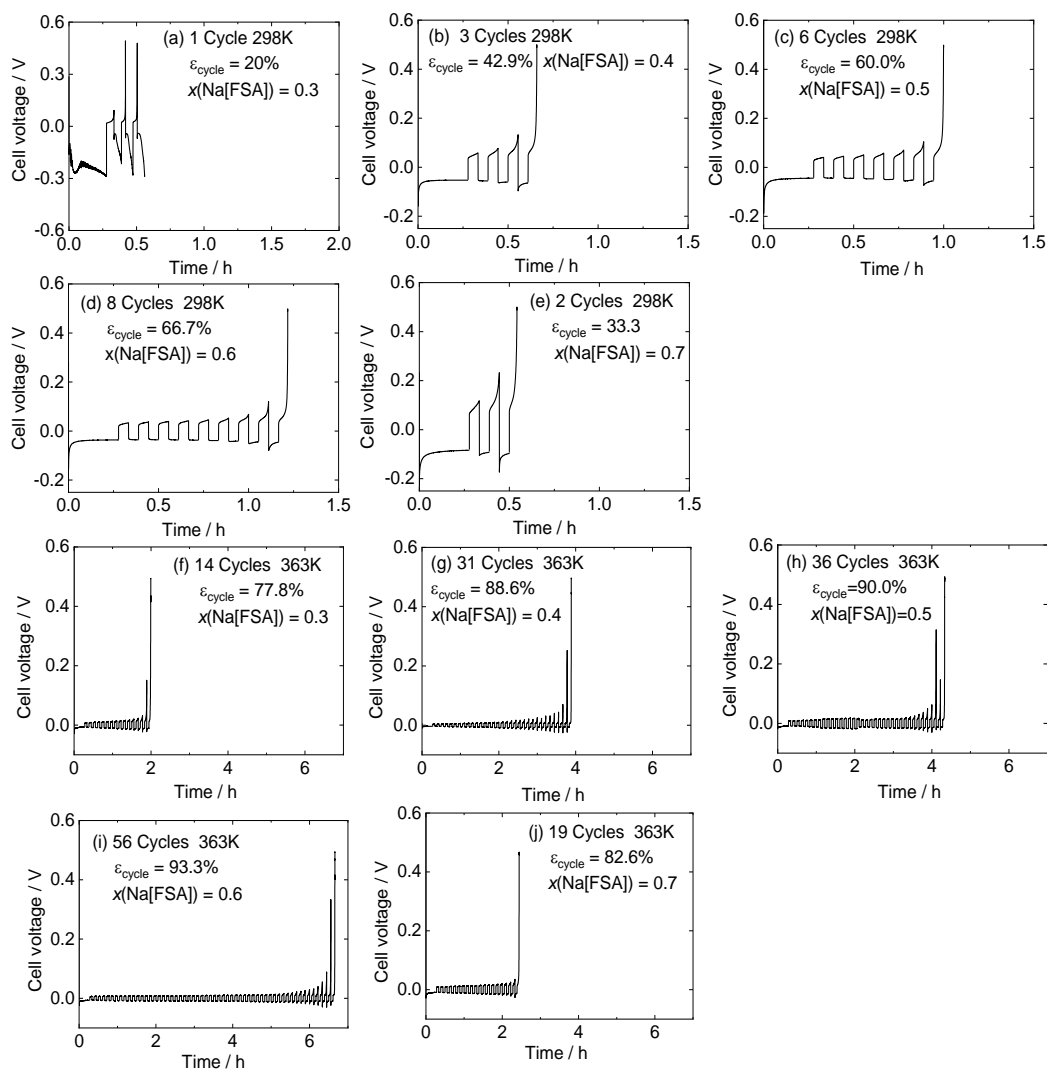 (a) 1 Cycle 298K
εcycle = 20%
x(Na[FSA]) = 0.3
Cell voltage / V
0.6
0.3
0.0
-0.3
-0.6
0.0 0.5 1.0 1.5 2.0
Time / h
(b) 3 Cycles 298K
εcycle = 42.9% x(Na[FSA]) = 0.4
Cell voltage / V
0.6
0.4
0.2
0.0
-0.2
0.0 0.5 1.0 1.5
Time / h
(c) 6 Cycles 298K
εcycle = 60.0%
x(Na[FSA]) = 0.5
Cell voltage / V
0.6
0.4
0.2
0.0
-0.2
0.0 0.5 1.0 1.5
Time / h
(d) 8 Cycles 298K
εcycle = 66.7%
x(Na[FSA]) = 0.6
Cell voltage / V
0.6
0.4
0.2
0.0
-0.2
0.0 0.5 1.0 1.5
Time / h
(e) 2 Cycles 298K
εcycle = 33.3
x(Na[FSA]) = 0.7
Cell voltage / V
0.6
0.4
0.2
0.0
-0.2
0.0 0.5 1.0 1.5
Time / h
(f) 14 Cycles 363K
εcycle = 77.8%
x(Na[FSA]) = 0.3
Cell voltage / V
0.6
0.4
0.2
0.0
0 2 4 6
Time / h
(g) 31 Cycles 363K
εcycle = 88.6%
x(Na[FSA]) = 0.4
Cell voltage / V
0.6
0.4
0.2
0.0
0 2 4 6
Time / h
(h) 36 Cycles 363K
εcycle=90.0%
x(Na[FSA])=0.5
Cell voltage / V
0.6
0.4
0.2
0.0
0 2 4 6
Time / h
(i) 56 Cycles 363K
εcycle = 93.3%
x(Na[FSA]) = 0.6
Cell voltage / V
0.6
0.4
0.2
0.0
0 2 4 6
Time / h
(j) 19 Cycles 363K
εcycle = 82.6%
x(Na[FSA]) = 0.7
Cell voltage / V
0.6
0.4
0.2
0.0
0 2 4 6
Time / h